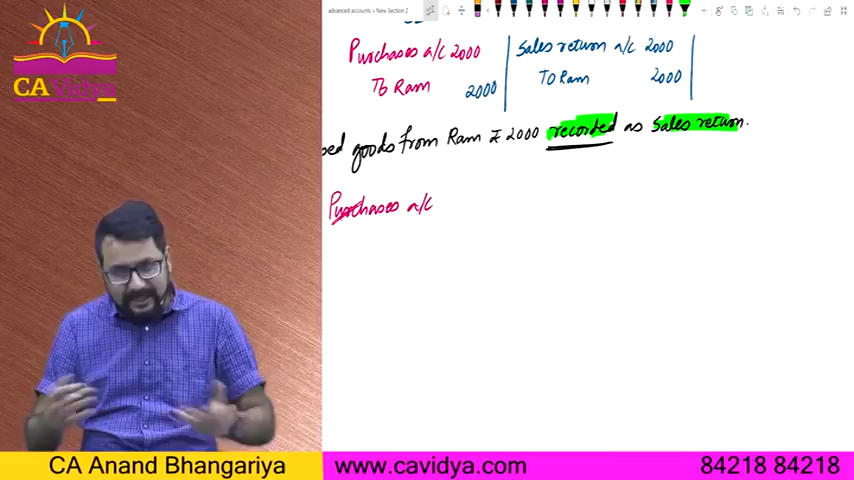 advanced accounts • New Section 2
Purchases a/c 2000
To Ram 2000
Sales return a/c 2000
To Ram 2000
sed goods from Ram ₹ 2000 recorded as Sales return.
Purchases a/c
CA Vidya
CA Anand Bhangariya
www.cavidya.com
84218 84218